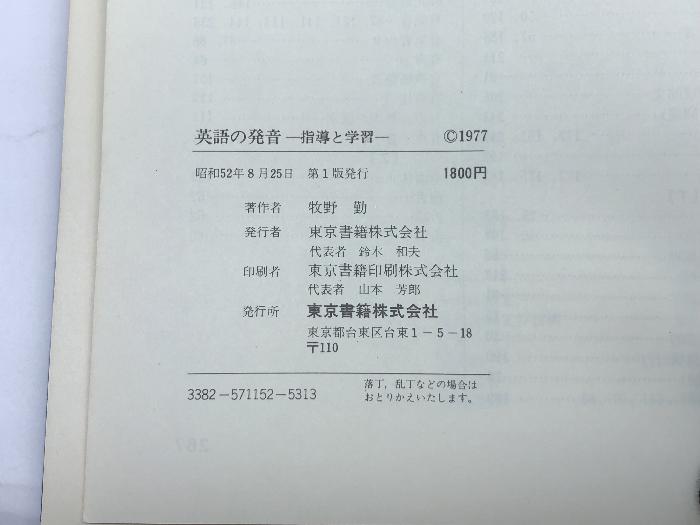 英語の発音―指導と学習― ©1977
昭和52年8月25日 第1版発行 1800円
著作者 牧野 勤
発行者 東京書籍株式会社
代表者 鈴木 和夫
印刷者 東京書籍印刷株式会社
代表者 山本 芳郎
発行所 東京書籍株式会社
東京都台東区台東1-5-18
〒110
3382-571152-5313
落丁，乱丁などの場合は
おとりかえいたします。